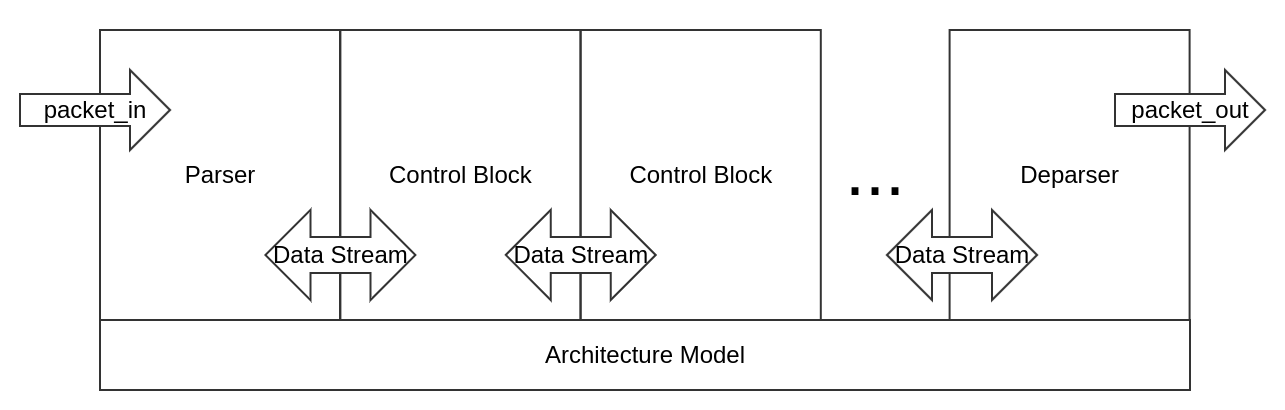 packet_in
packet_out
Parser
Control Block
Control Block
...
Deparser
Data Stream
Data Stream
Data Stream
Architecture Model